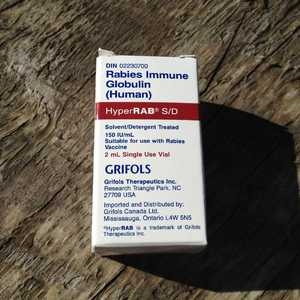 DIN 02230700
Rabies Immune
Globulin
(Human)
HyperRAB® S/D
Solvent/Detergent Treated
150 IU/mL
Suitable for use with Rabies
Vaccine
2 mL Single Use Vial
GRIFOLS
Grifols Therapeutics Inc.
Research Triangle Park, NC
27709 USA
Imported and Distributed by:
Grifols Canada Ltd.
Mississauga, Ontario L4W 5N5
*HyperRAB is a trademark of Grifols
Therapeutics Inc.